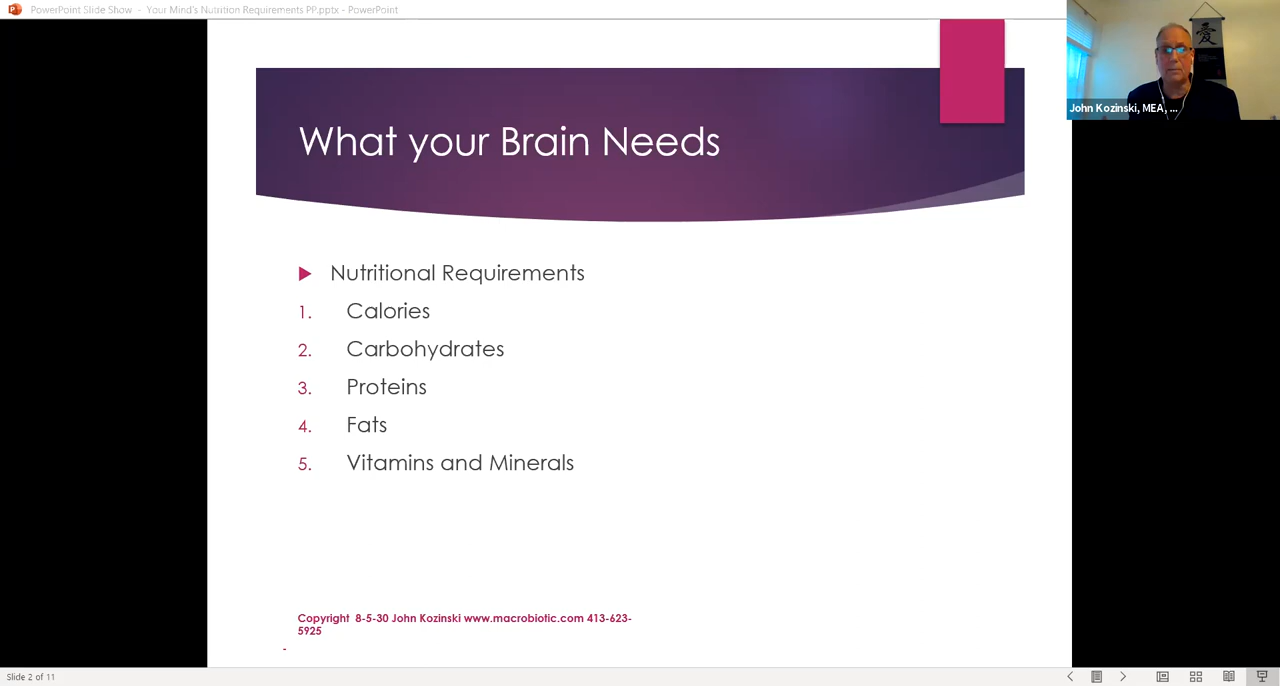 PowerPoint Slide Show - Your Mind's Nutrition Requirements PP.pptx - PowerPoint
愛
John Kozinski, MEA, ...
What your Brain Needs
Nutritional Requirements
1. Calories
2. Carbohydrates
3. Proteins
4. Fats
5. Vitamins and Minerals
Copyright 8-5-30 John Kozinski www.macrobiotic.com 413-623-
5925
-
Slide 2 of 11